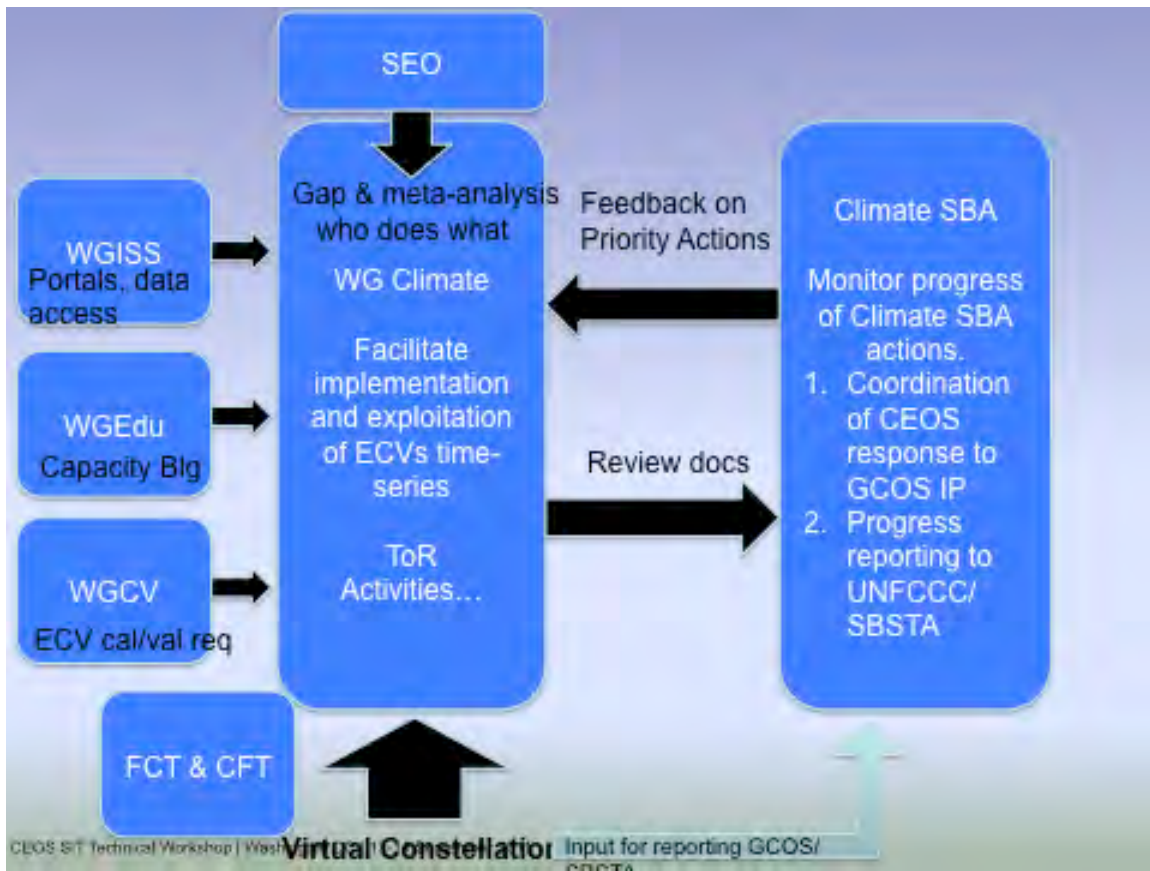 SEO
Gap & meta-analysis
who does what
WG Climate
Facilitate
implementation
and exploitation
of ECVs time-
series
ToR
Activities…
WGISS
Portals, data
access
WGEdu
Capacity Blg
WGCV
ECV cal/val req
FCT & CFT
Feedback on
Priority Actions
Review docs
Climate SBA
Monitor progress
of Climate SBA
actions.
1. Coordination
of CEOS
response to
GCOS IP
2. Progress
reporting to
UNFCCC/
SBSTA
CEOS SIT Technical Workshop |
Virtual Constellation
Input for reporting GCOS/
SBSTA